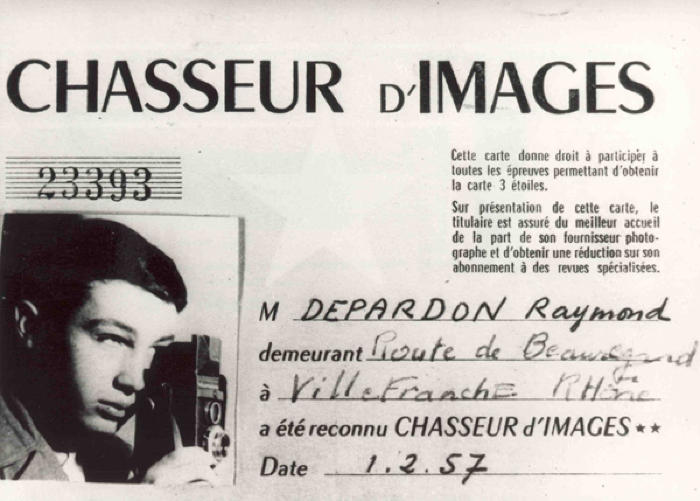 CHASSEUR D'IMAGES
23393
Cette carte donne droit à participer à
toutes les épreuves permettant d'obtenir
la carte 3 étoiles.
Sur présentation de cette carte, le
titulaire est assuré du meilleur accueil
de la part de son fournisseur photo-
graphe et d'obtenir une réduction sur son
abonnement à des revues spécialisées.
M DEPARDON Raymond
demeurant Route de Beauregard
à VilleFranche RHône
a été reconnu CHASSEUR d'IMAGES ★★
Date 1.2.57